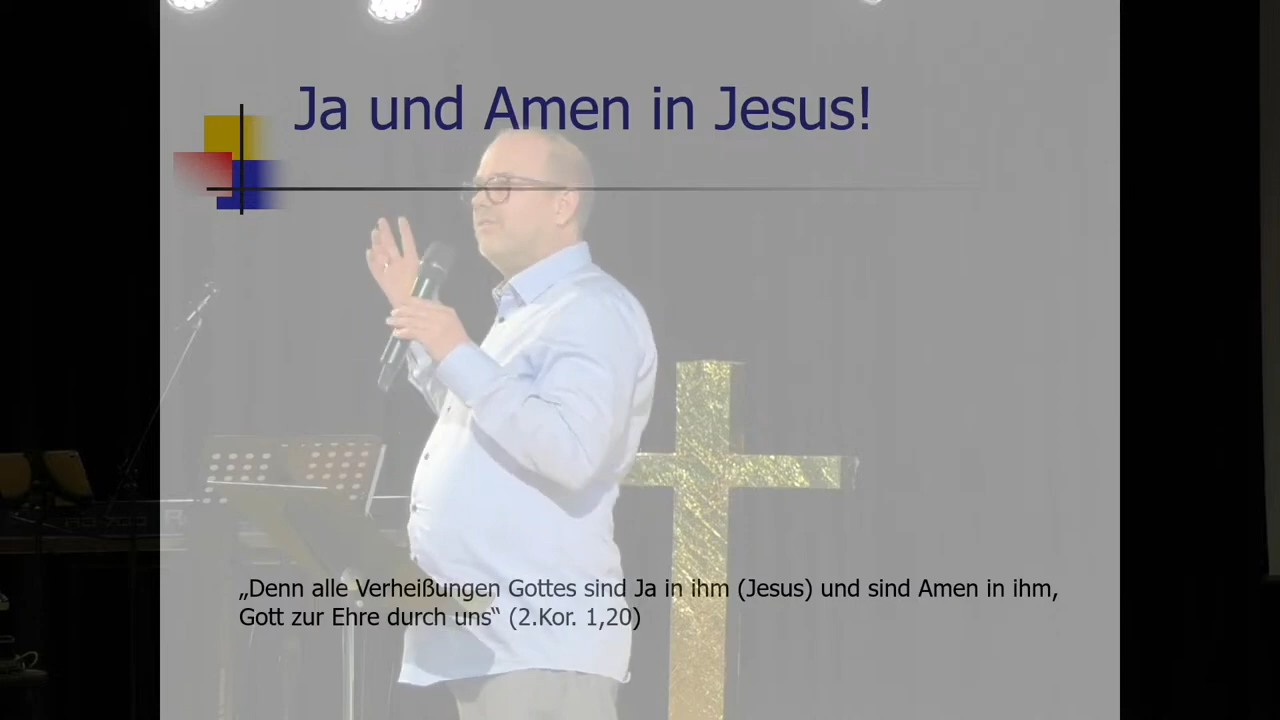 Ja und Amen in Jesus!
„Denn alle Verheißungen Gottes sind Ja in ihm (Jesus) und sind Amen in ihm,
Gott zur Ehre durch uns“ (2.Kor. 1,20)